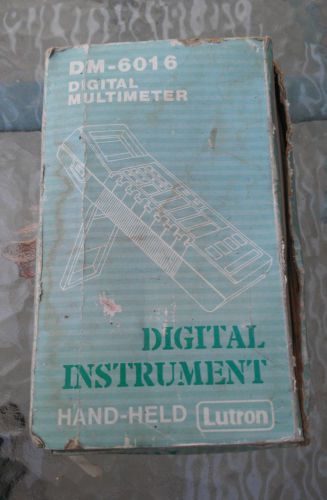 DM-6016
DIGITAL
MULTIMETER
DIGITAL
INSTRUMENT
HAND-HELD Lutron